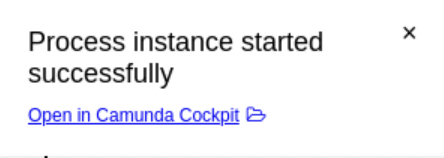 Process instance started
successfully
Open in Camunda Cockpit